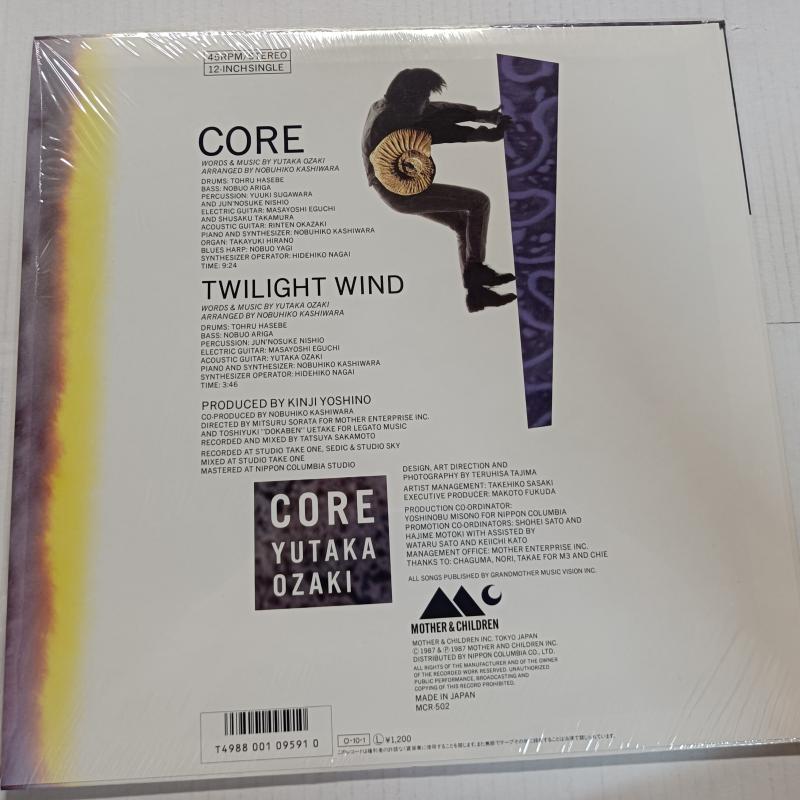 45RPM/STEREO
12-INCH SINGLE
CORE
WORDS & MUSIC BY YUTAKA OZAKI
ARRANGED BY NOBUHIKO KASHIWARA
DRUMS: TOHRU HASEBE
BASS: NOBUO ARIGA
PERCUSSION: YUUKI SUGAWARA
AND JUN'NOSUKE NISHIO
ELECTRIC GUITAR: MASAYOSHI EGUCHI
AND SHUSAKU TAKAMURA
ACOUSTIC GUITAR: RINTEN OKAZAKI
PIANO AND SYNTHESIZER: NOBUHIKO KASHIWARA
ORGAN: TAKAYUKI HIRANO
BLUES HARP: NOBUO YAGI
SYNTHESIZER OPERATOR: HIDEHIKO NAGAI
TIME: 9:24
TWILIGHT WIND
WORDS & MUSIC BY YUTAKA OZAKI
ARRANGED BY NOBUHIKO KASHIWARA
DRUMS: TOHRU HASEBE
BASS: NOBUO ARIGA
PERCUSSION: JUN'NOSUKE NISHIO
ELECTRIC GUITAR: MASAYOSHI EGUCHI
ACOUSTIC GUITAR: YUTAKA OZAKI
PIANO AND SYNTHESIZER: NOBUHIKO KASHIWARA
SYNTHESIZER OPERATOR: HIDEHIKO NAGAI
TIME: 3:46
PRODUCED BY KINJI YOSHINO
CO-PRODUCED BY NOBUHIKO KASHIWARA
DIRECTED BY MITSURU SORATA FOR MOTHER ENTERPRISE INC.
AND TOSHIYUKI "DOKABEN" UETAKE FOR LEGATO MUSIC
RECORDED AND MIXED BY TATSUYA SAKAMOTO
RECORDED AT STUDIO TAKE ONE, SEDIC & STUDIO SKY
MIXED AT STUDIO TAKE ONE
MASTERED AT NIPPON COLUMBIA STUDIO
CORE
YUTAKA
OZAKI
DESIGN, ART DIRECTION AND
PHOTOGRAPHY BY TERUHISA TAJIMA
ARTIST MANAGEMENT: TAKEHIKO SASAKI
EXECUTIVE PRODUCER: MAKOTO FUKUDA
PRODUCTION CO-ORDINATOR:
YOSHINOBU MISONO FOR NIPPON COLUMBIA
PROMOTION CO-ORDINATORS: SHOHEI SATO AND
HAJIME MOTOKI WITH ASSISTED BY
WATARU SATO AND KEIICHI KATO
MANAGEMENT OFFICE: MOTHER ENTERPRISE INC.
THANKS TO: CHAGUMA, NORI, TAKAE FOR M3 AND CHIE
ALL SONGS PUBLISHED BY GRANDMOTHER MUSIC VISION INC.
MOTHER & CHILDREN
MOTHER & CHILDREN INC. TOKYO JAPAN
© 1987 & ℗ 1987 MOTHER AND CHILDREN INC.
DISTRIBUTED BY NIPPON COLUMBIA CO., LTD.
ALL RIGHTS OF THE MANUFACTURER AND OF THE OWNER
OF THE RECORDED WORK RESERVED. UNAUTHORIZED
PUBLIC PERFORMANCE, BROADCASTING AND
COPYING OF THIS RECORD PROHIBITED.
MADE IN JAPAN
MCR-502
T4988 001 09591 0
O-10-1 Ⓛ ¥1,200